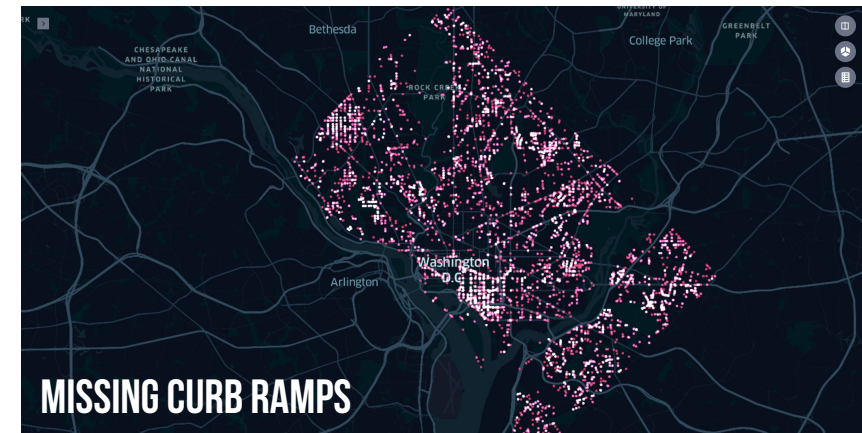 RK
Bethesda
UNIVERSITY OF
MARYLAND
College Park
GREENBELT
PARK
CHESAPEAKE
AND OHIO CANAL
NATIONAL
HISTORICAL
PARK
ROCK CREEK
PARK
Washington
D.C.
Arlington
MISSING CURB RAMPS